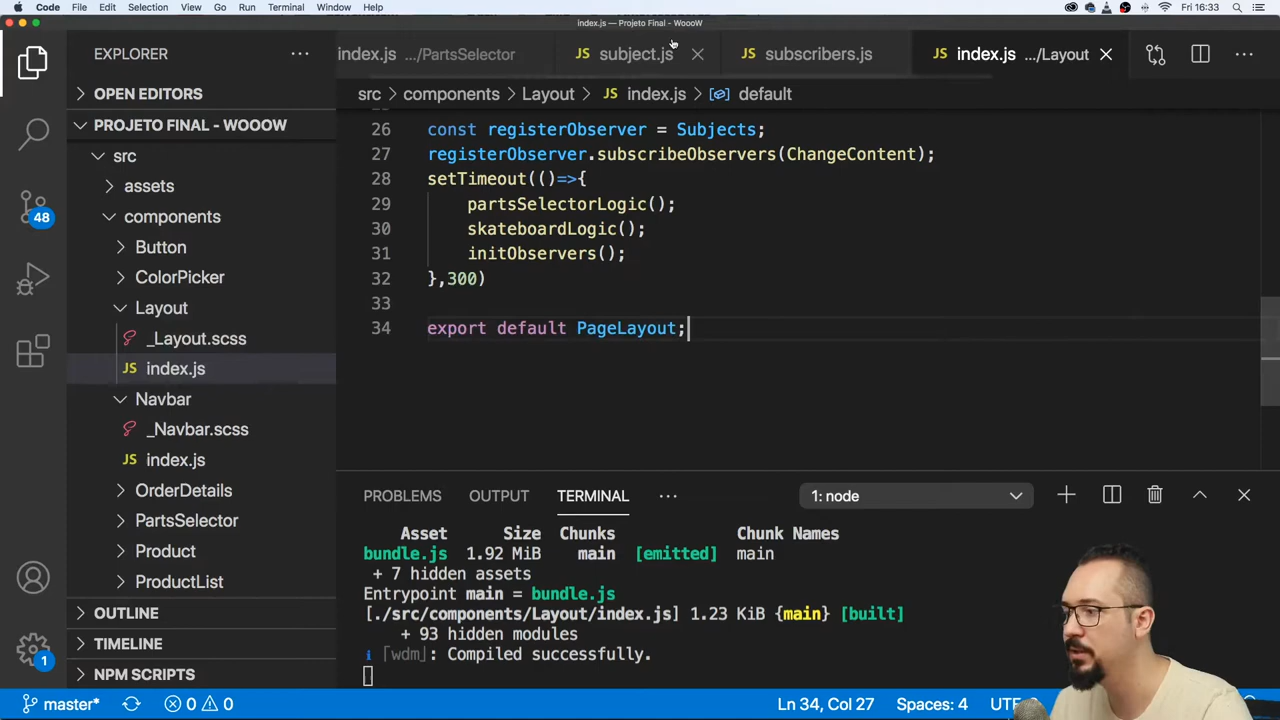 Code File Edit Selection View Go Run Terminal Window Help Fri 16:33
index.js — Projeto Final - WoooW
EXPLORER
index.js .../PartsSelector JS subject.js JS subscribers.js JS index.js .../Layout
OPEN EDITORS
src > components > Layout > JS index.js > default
PROJETO FINAL - WOOOW
src
assets
components
Button
ColorPicker
Layout
_Layout.scss
JS index.js
Navbar
_Navbar.scss
JS index.js
OrderDetails
PartsSelector
Product
ProductList
OUTLINE
TIMELINE
NPM SCRIPTS
48
1
26 const registerObserver = Subjects;
27 registerObserver.subscribeObservers(ChangeContent);
28 setTimeout(()=>{
29 partsSelectorLogic();
30 skateboardLogic();
31 initObservers();
32 },300)
33
34 export default PageLayout;
PROBLEMS OUTPUT TERMINAL 1: node
Asset Size Chunks Chunk Names
bundle.js 1.92 MiB main [emitted] main
+ 7 hidden assets
Entrypoint main = bundle.js
[./src/components/Layout/index.js] 1.23 KiB {main} [built]
+ 93 hidden modules
ℹ ｢wdm｣: Compiled successfully.
master* 0 0 Ln 34, Col 27 Spaces: 4